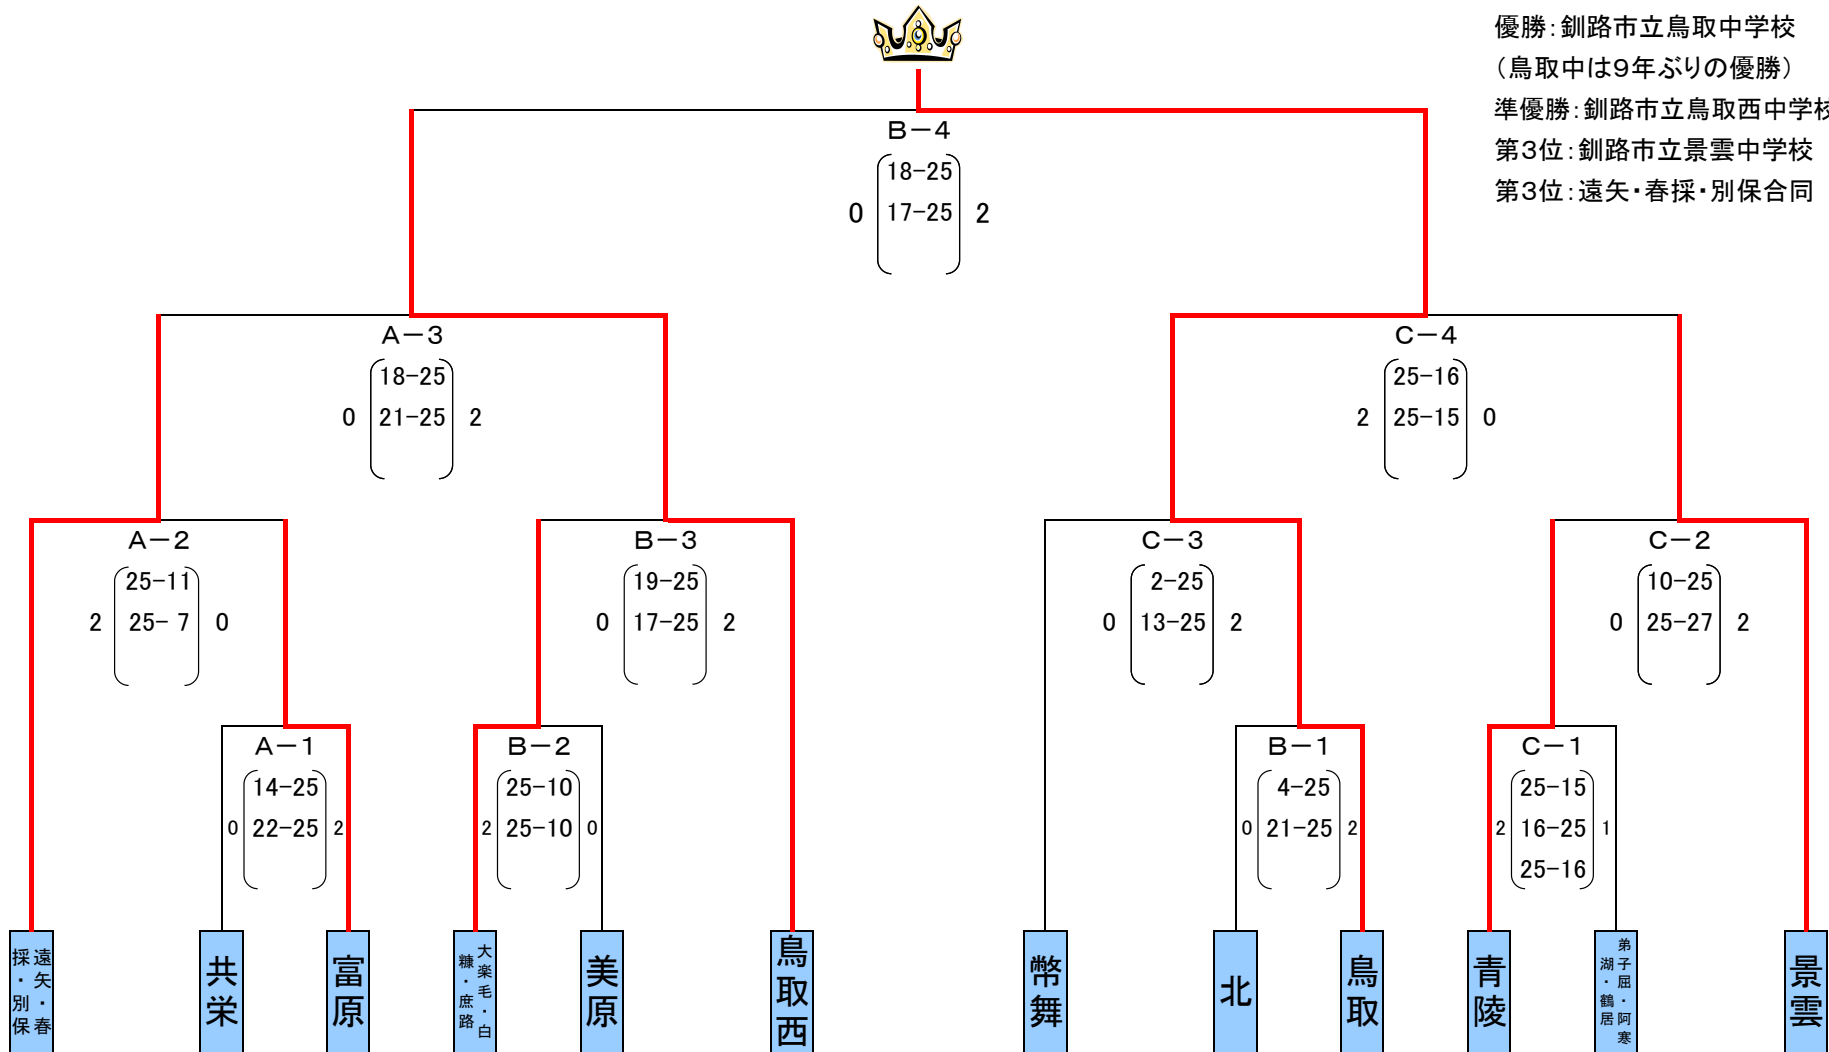 優勝：釧路市立鳥取中学校
（鳥取中は９年ぶりの優勝）
準優勝：釧路市立鳥取西中学校
第３位：釧路市立景雲中学校
第３位：遠矢・春採・別保合同
Ｂ－４
18-25
0 17-25 2
Ａ－３
18-25
0 21-25 2
Ｃ－４
25-16
2 25-15 0
Ａ－２
25-11
2 25- 7 0
Ｂ－３
19-25
0 17-25 2
Ｃ－３
2-25
0 13-25 2
Ｃ－２
10-25
0 25-27 2
Ａ－１
14-25
0 22-25 2
Ｂ－２
25-10
2 25-10 0
Ｂ－１
4-25
0 21-25 2
Ｃ－１
25-15
2 16-25 1
25-16
遠矢・春
採・別保
共栄
富原
大楽毛・白
糠・庶路
美原
鳥取西
幣舞
北
鳥取
青陵
弟子屈・阿寒
湖・鶴居
景雲